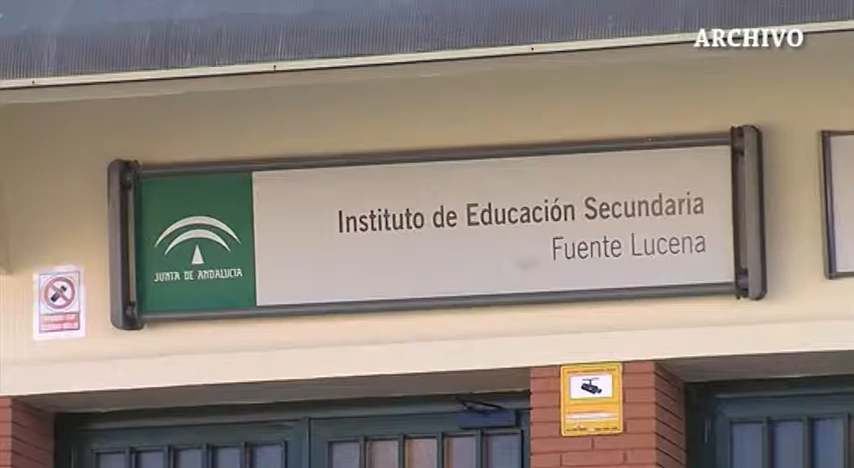 ARCHIVO
Instituto de Educación Secundaria
Fuente Lucena
JUNTA DE ANDALUCIA